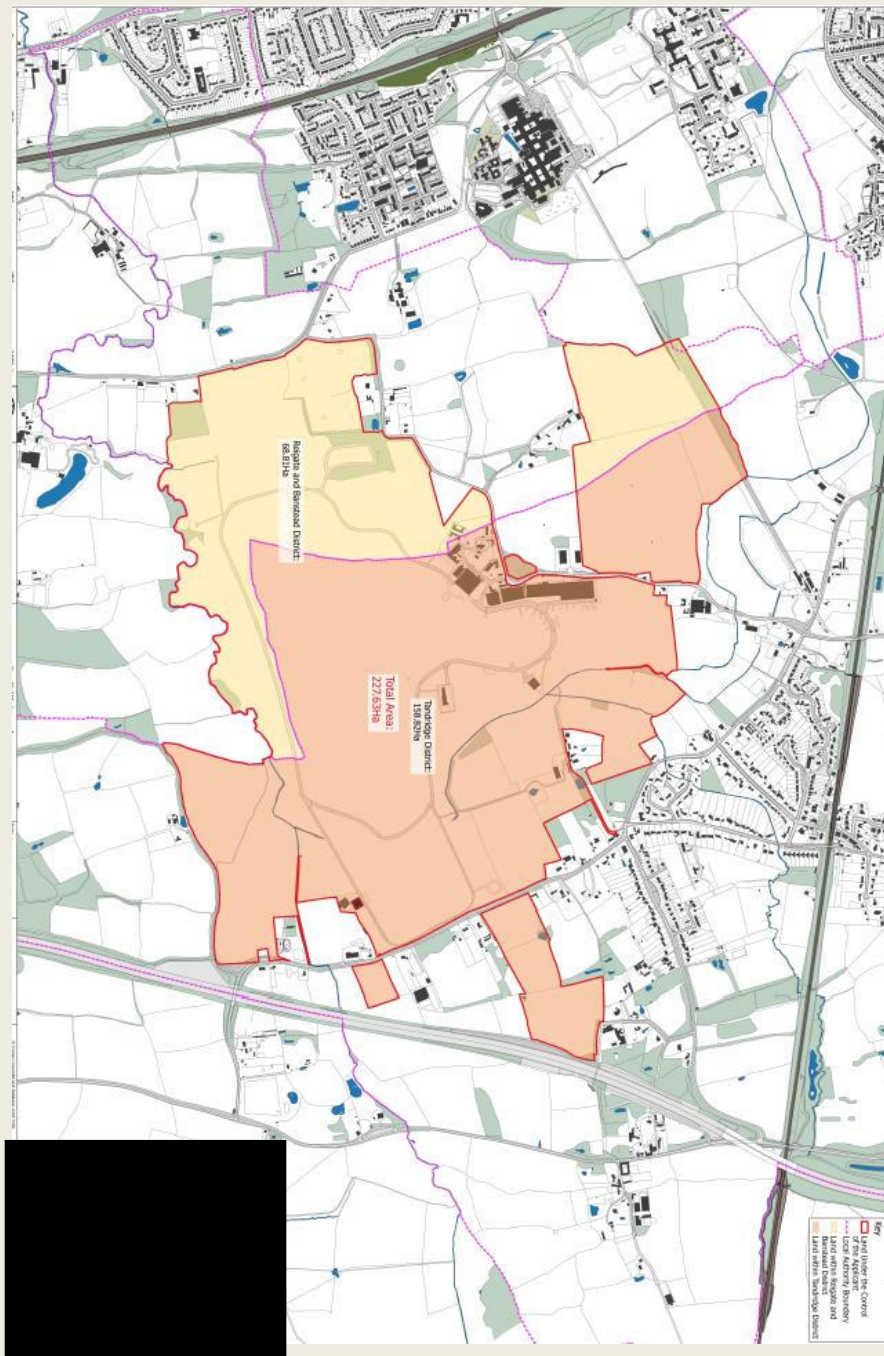 Reigate and Banstead District:
68.81Ha
Tandridge District:
158.82Ha
Total Area:
227.63Ha
Key
Land Under the Control
of the Applicant
Local Authority Boundary
Land within Reigate and
Banstead District
Land within Tandridge District